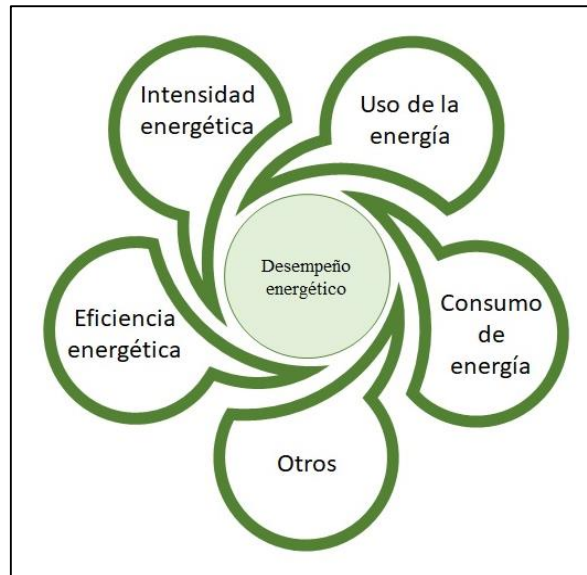 Intensidad
energética
Uso de la
energía
Desempeño
energético
Eficiencia
energética
Consumo
de
energía
Otros